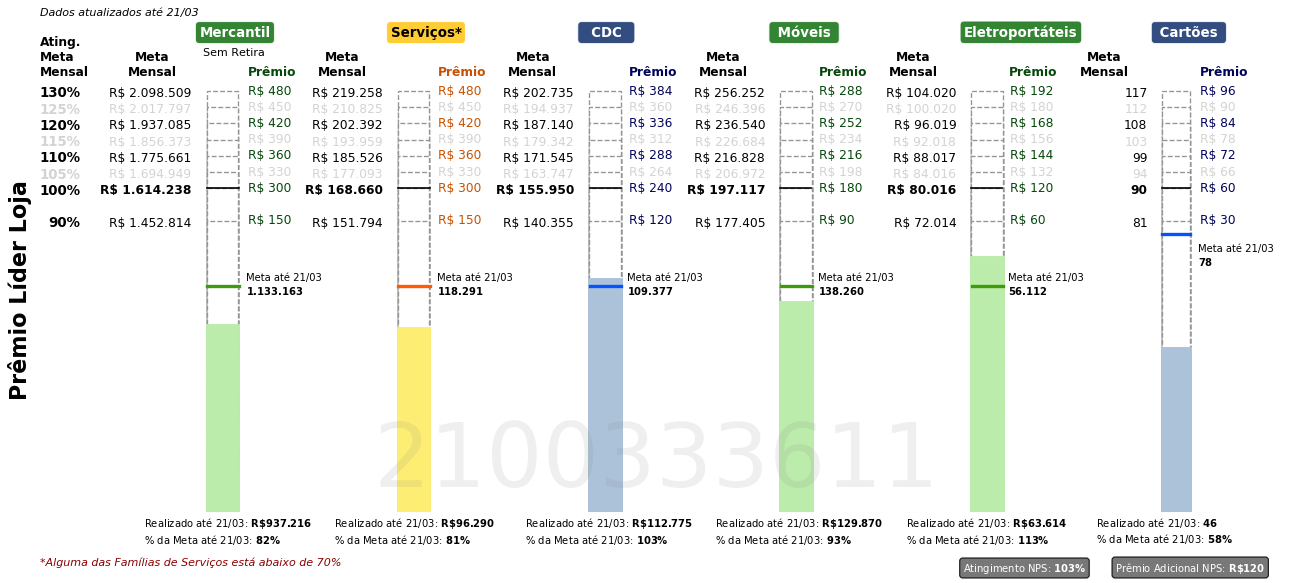 Dados atualizados até 21/03
Mercantil Serviços* CDC Móveis Eletroportáteis Cartões
Sem Retira
Ating. Meta Mensal
Meta Mensal Prêmio Meta Mensal Prêmio Meta Mensal Prêmio Meta Mensal Prêmio Meta Mensal Prêmio Meta Mensal Prêmio
130% R$ 2.098.509 R$ 480 R$ 219.258 R$ 480 R$ 202.735 R$ 384 R$ 256.252 R$ 288 R$ 104.020 R$ 192 117 R$ 96
125% R$ 2.017.797 R$ 450 R$ 210.825 R$ 450 R$ 194.937 R$ 360 R$ 246.396 R$ 270 R$ 100.020 R$ 180 112 R$ 90
120% R$ 1.937.085 R$ 420 R$ 202.392 R$ 420 R$ 187.140 R$ 336 R$ 236.540 R$ 252 R$ 96.019 R$ 168 108 R$ 84
115% R$ 1.856.373 R$ 390 R$ 193.959 R$ 390 R$ 179.342 R$ 312 R$ 226.684 R$ 234 R$ 92.018 R$ 156 103 R$ 78
110% R$ 1.775.661 R$ 360 R$ 185.526 R$ 360 R$ 171.545 R$ 288 R$ 216.828 R$ 216 R$ 88.017 R$ 144 99 R$ 72
105% R$ 1.694.949 R$ 330 R$ 177.093 R$ 330 R$ 163.747 R$ 264 R$ 206.972 R$ 198 R$ 84.016 R$ 132 94 R$ 66
100% R$ 1.614.238 R$ 300 R$ 168.660 R$ 300 R$ 155.950 R$ 240 R$ 197.117 R$ 180 R$ 80.016 R$ 120 90 R$ 60
90% R$ 1.452.814 R$ 150 R$ 151.794 R$ 150 R$ 140.355 R$ 120 R$ 177.405 R$ 90 R$ 72.014 R$ 60 81 R$ 30
Meta até 21/03
78
Meta até 21/03 Meta até 21/03 Meta até 21/03 Meta até 21/03 Meta até 21/03
1.133.163 118.291 109.377 138.260 56.112
Prêmio Líder Loja
2100333611
Realizado até 21/03: R$937.216 Realizado até 21/03: R$96.290 Realizado até 21/03: R$112.775 Realizado até 21/03: R$129.870 Realizado até 21/03: R$63.614 Realizado até 21/03: 46
% da Meta até 21/03: 82% % da Meta até 21/03: 81% % da Meta até 21/03: 103% % da Meta até 21/03: 93% % da Meta até 21/03: 113% % da Meta até 21/03: 58%
*Alguma das Famílias de Serviços está abaixo de 70%
Atingimento NPS: 103% Prêmio Adicional NPS: R$120